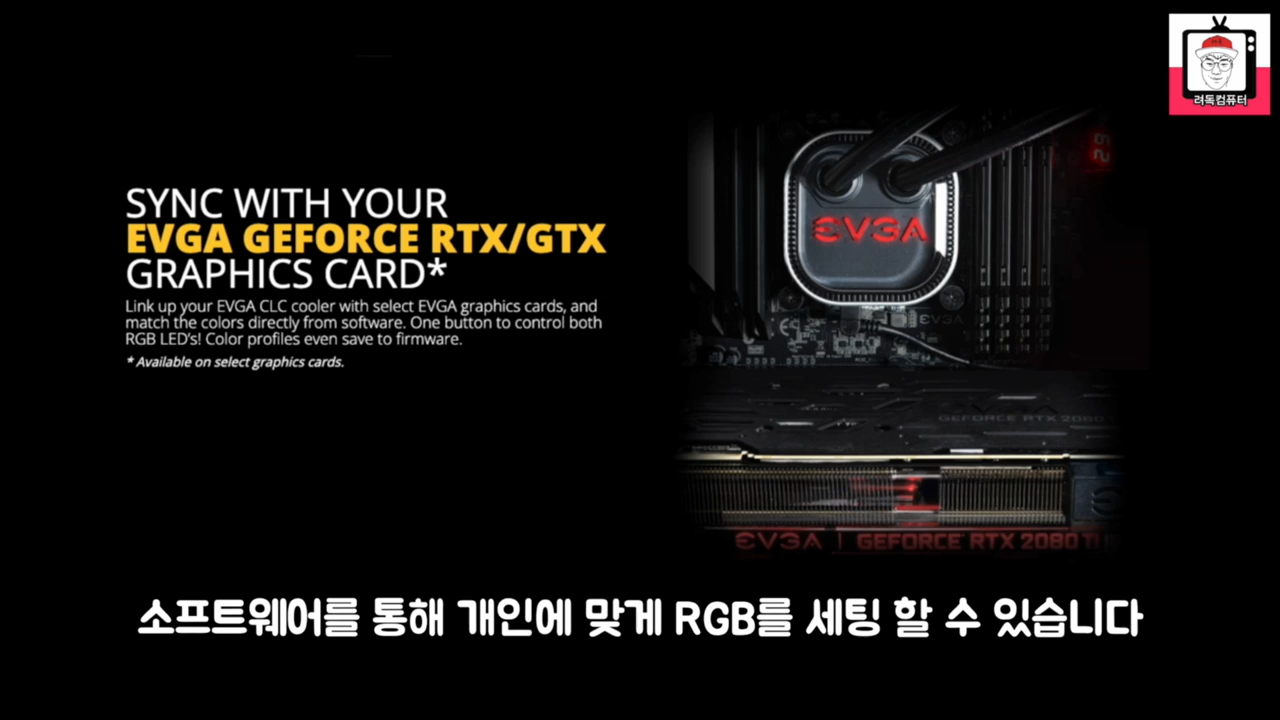 려독컴퓨터
SYNC WITH YOUR
EVGA GEFORCE RTX/GTX
GRAPHICS CARD*
Link up your EVGA CLC cooler with select EVGA graphics cards, and
match the colors directly from software. One button to control both
RGB LED's! Color profiles even save to firmware.
* Available on select graphics cards.
EVGA
EVGA
GEFORCE RTX 2080
EVGA | GEFORCE RTX 2080 TI
소프트웨어를 통해 개인에 맞게 RGB를 세팅 할 수 있습니다